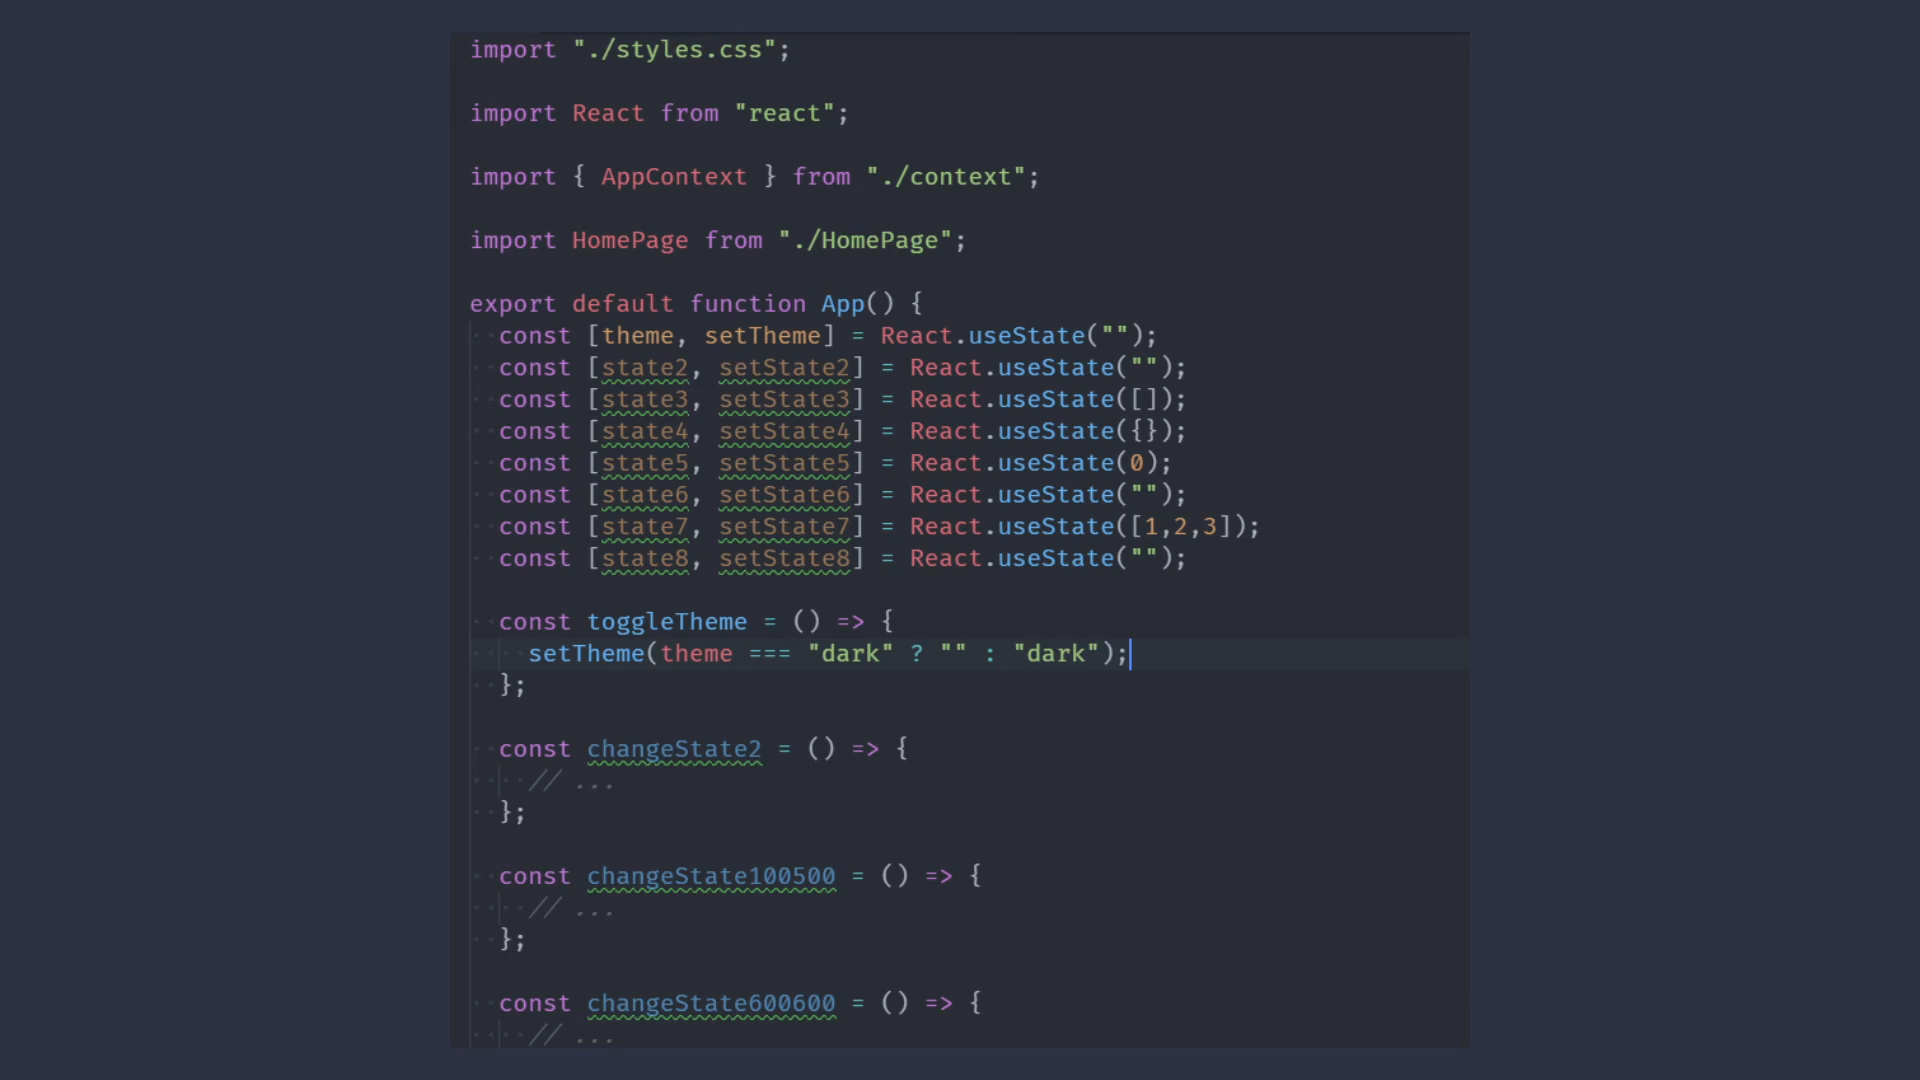 import "./styles.css";
import React from "react";
import { AppContext } from "./context";
import HomePage from "./HomePage";
export default function App() {
const [theme, setTheme] = React.useState("");
const [state2, setState2] = React.useState("");
const [state3, setState3] = React.useState([]);
const [state4, setState4] = React.useState({});
const [state5, setState5] = React.useState(0);
const [state6, setState6] = React.useState("");
const [state7, setState7] = React.useState([1,2,3]);
const [state8, setState8] = React.useState("");
const toggleTheme = () => {
setTheme(theme === "dark" ? "" : "dark");
};
const changeState2 = () => {
// ...
};
const changeState100500 = () => {
// ...
};
const changeState600600 = () => {
// ...